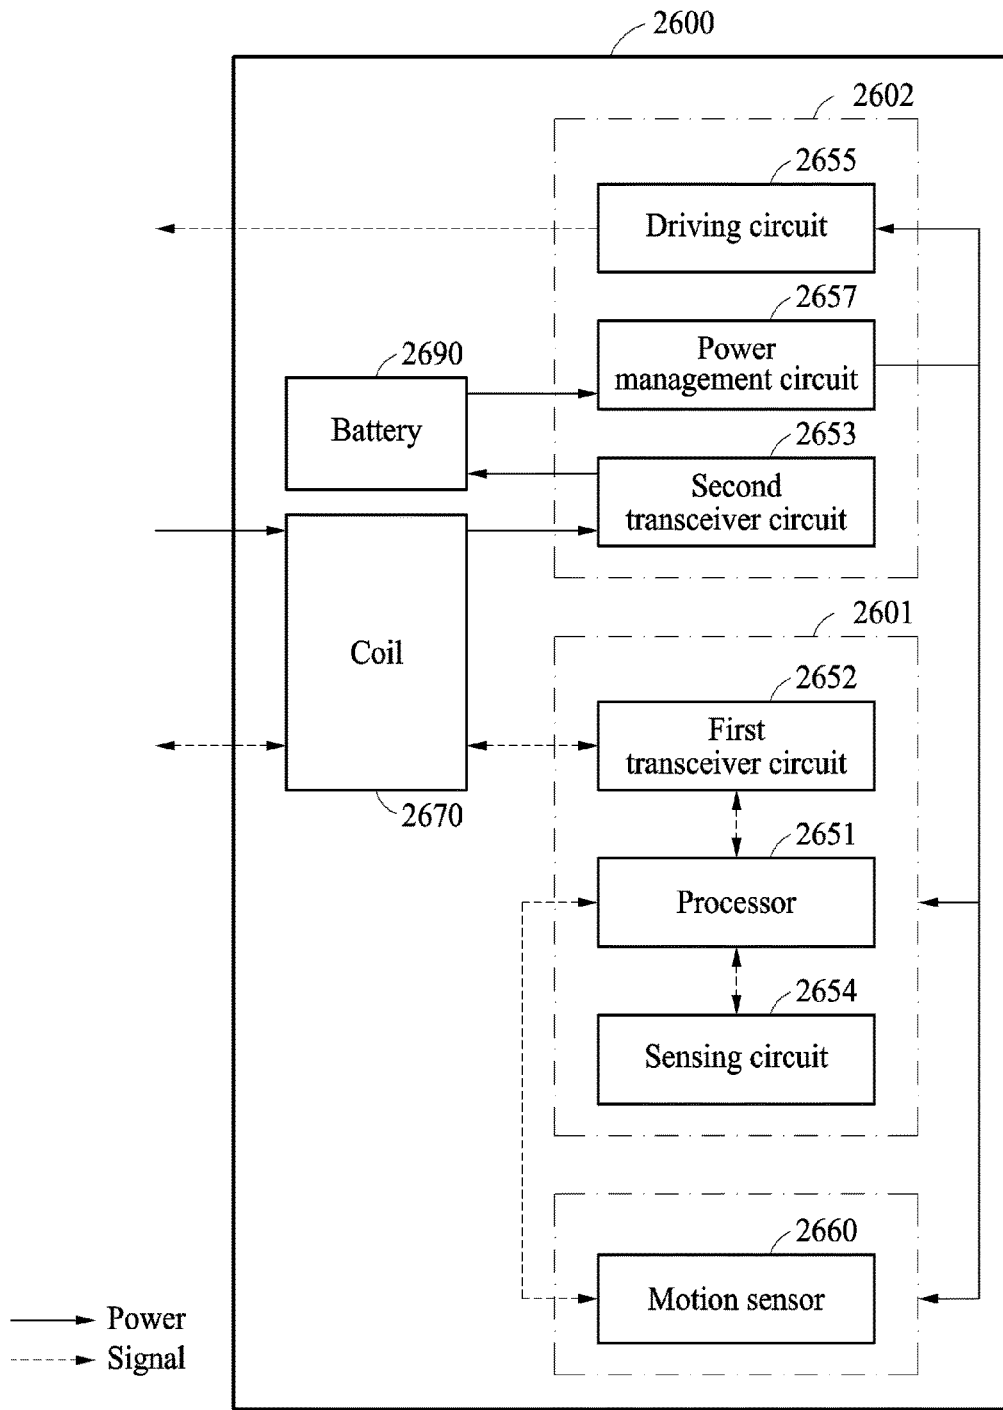 2600
2602
2655
Driving circuit
2657
Power
management circuit
2690
Battery
2653
Second
transceiver circuit
2601
Coil
2652
First
transceiver circuit
2670
2651
Processor
2654
Sensing circuit
2660
Motion sensor
Power
Signal